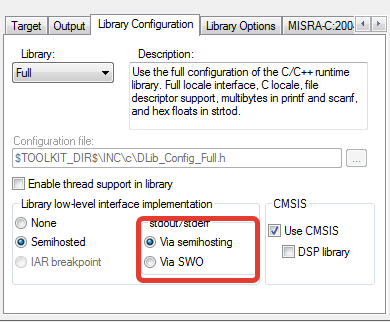 Target
Output
Library Configuration
Library Options
MISRA-C:200
Library:
Description:
Full
Use the full configuration of the C/C++ runtime
library. Full locale interface, C locale, file
descriptor support, multibytes in printf and scanf,
and hex floats in strtod.
Configuration file:
$TOOLKIT_DIR$\INC\c\DLib_Config_Full.h
...
Enable thread support in library
Library low-level interface implementation
None
Semihosted
IAR breakpoint
stdout/stderr
Via semihosting
Via SWO
CMSIS
Use CMSIS
DSP library